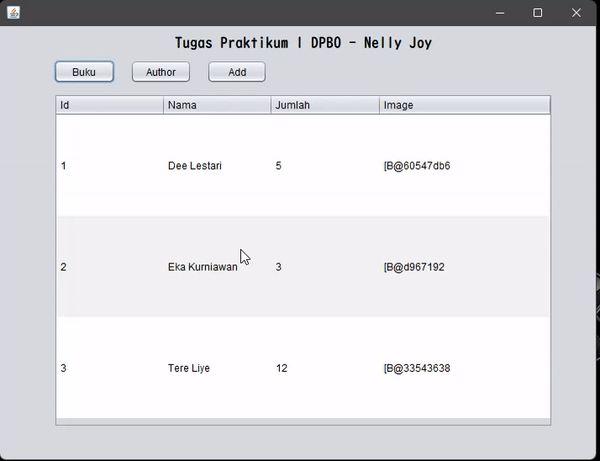 Tugas Praktikum | DPBO - Nelly Joy
Buku Author Add
Id Nama Jumlah Image
1 Dee Lestari 5 [B@60547db6
2 Eka Kurniawan 3 [B@d967192
3 Tere Liye 12 [B@33543638